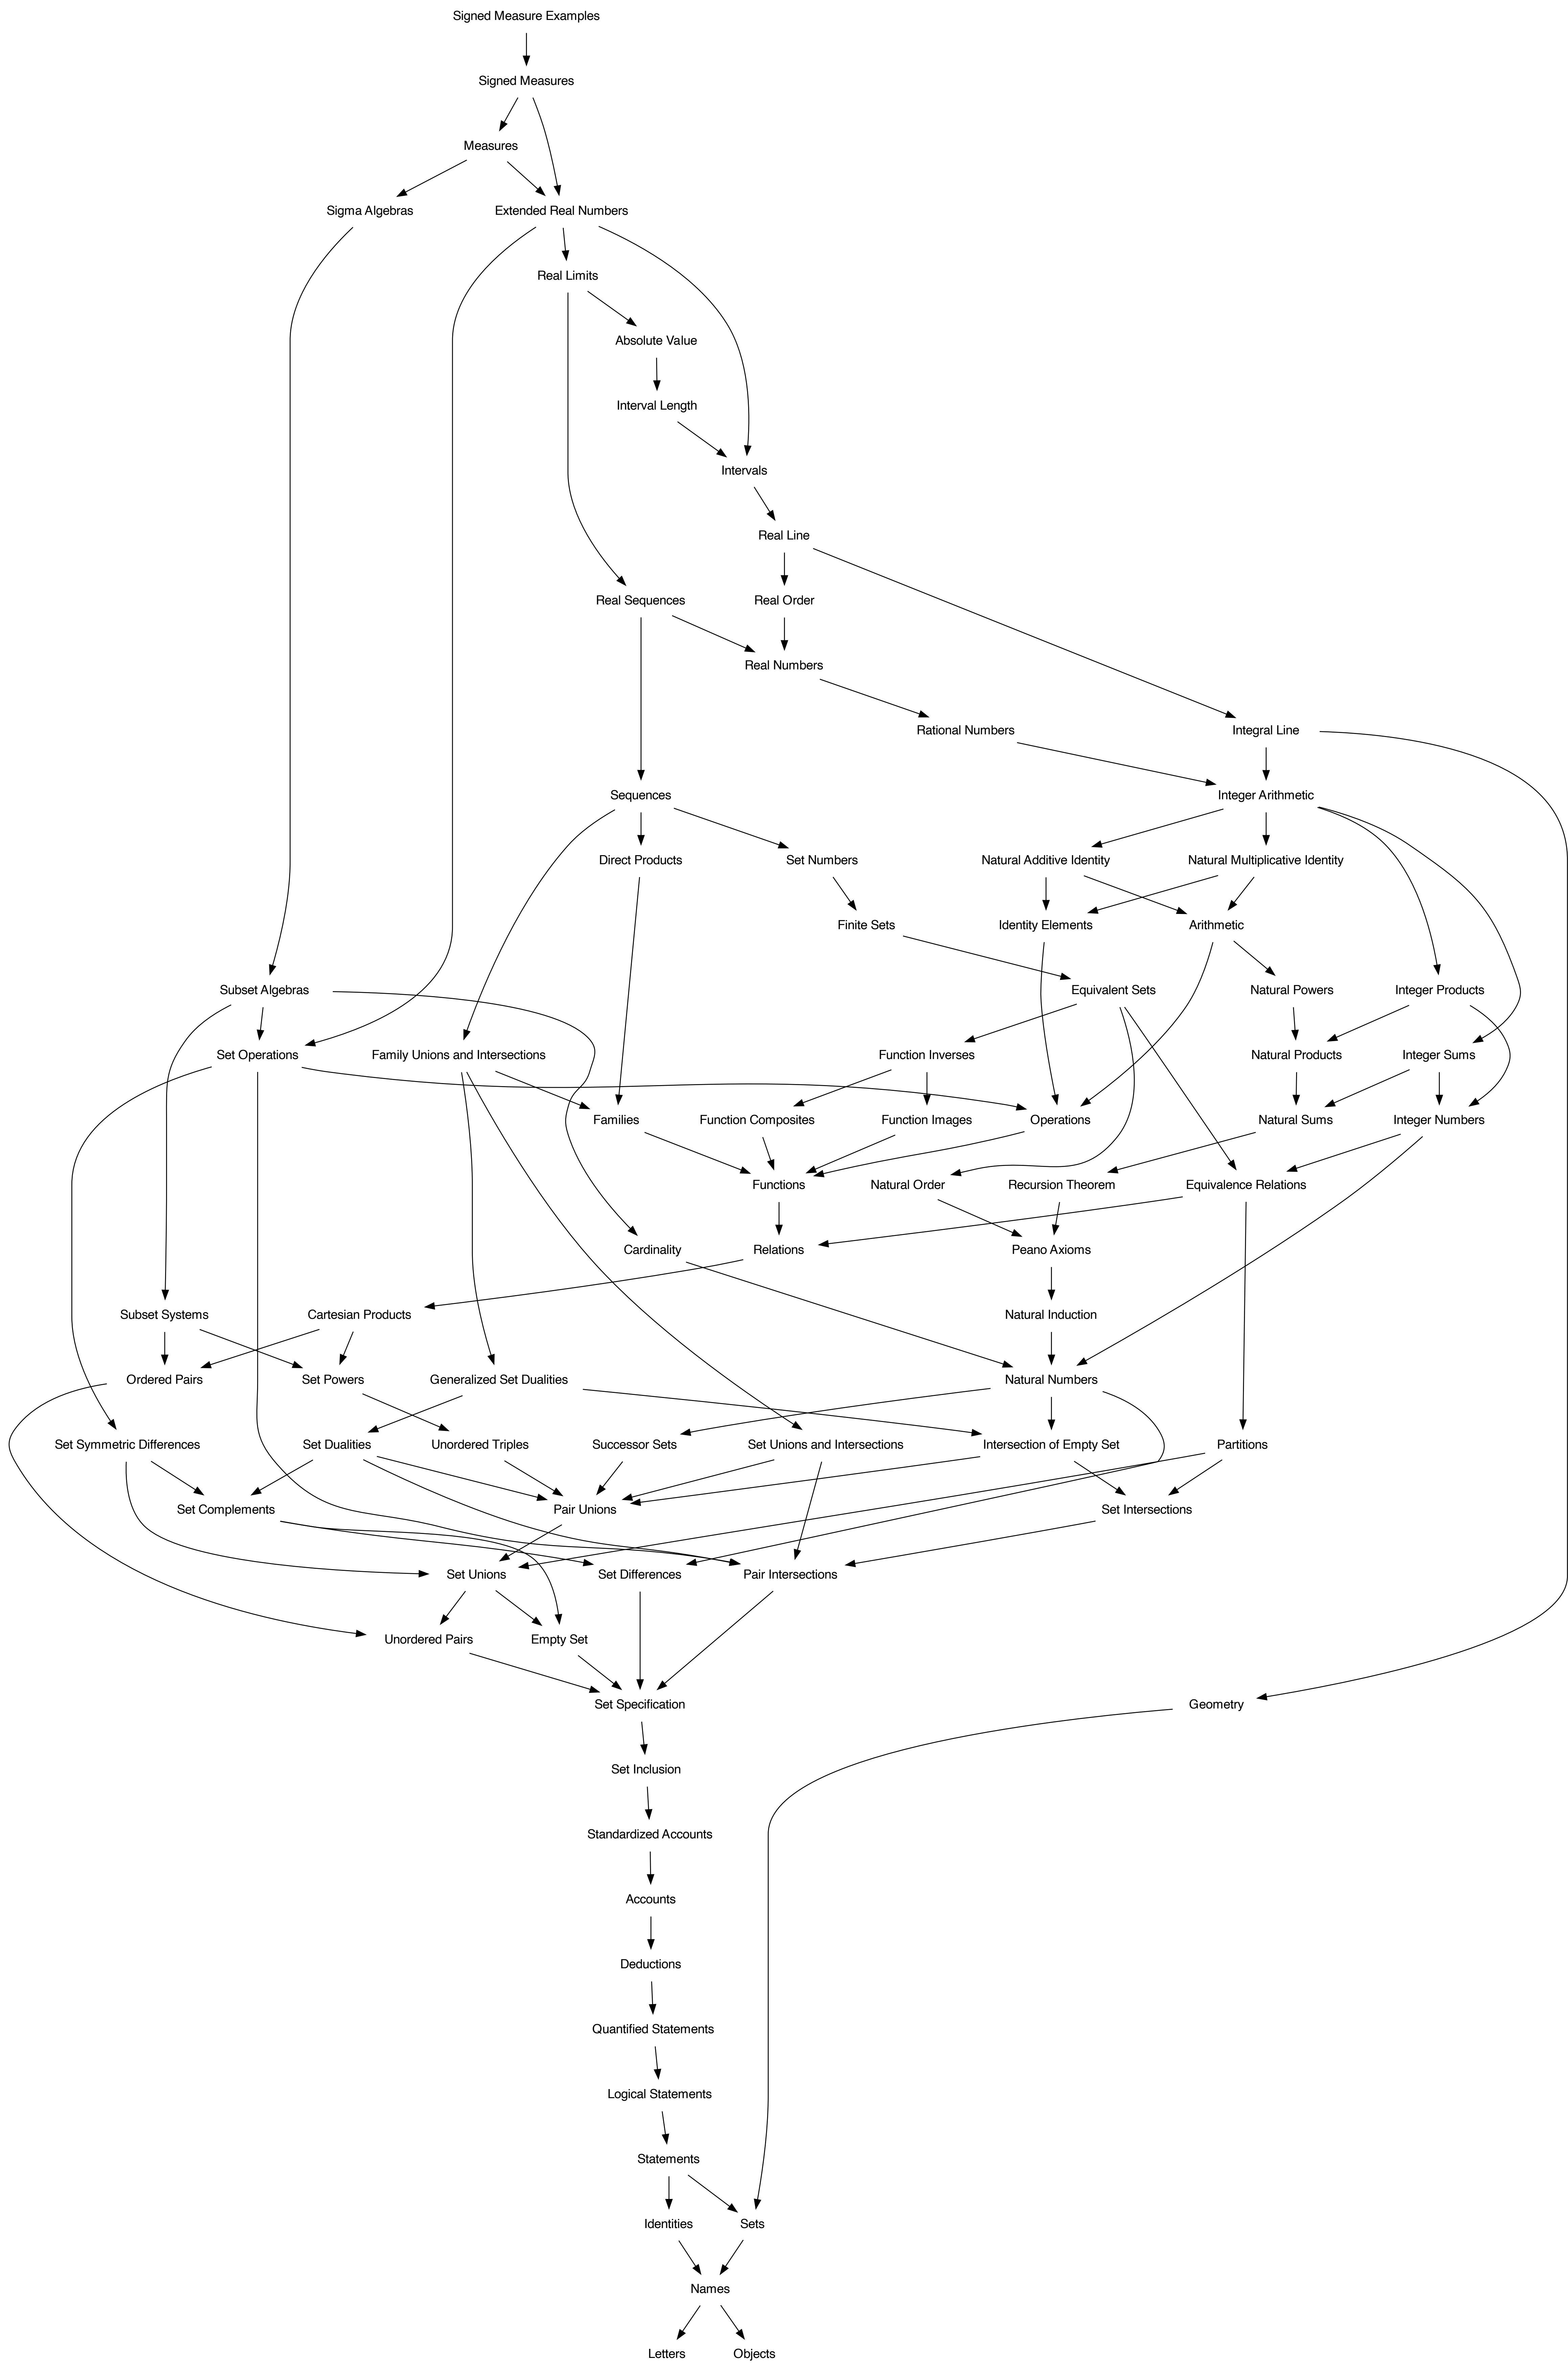 Signed Measure Examples
Signed Measures
Measures
Sigma Algebras
Extended Real Numbers
Real Limits
Absolute Value
Interval Length
Intervals
Real Line
Real Sequences
Real Order
Real Numbers
Rational Numbers
Integral Line
Sequences
Integer Arithmetic
Direct Products
Set Numbers
Natural Additive Identity
Natural Multiplicative Identity
Finite Sets
Identity Elements
Arithmetic
Subset Algebras
Equivalent Sets
Natural Powers
Integer Products
Set Operations
Family Unions and Intersections
Function Inverses
Natural Products
Integer Sums
Families
Function Composites
Function Images
Operations
Natural Sums
Integer Numbers
Functions
Natural Order
Recursion Theorem
Equivalence Relations
Cardinality
Relations
Peano Axioms
Subset Systems
Cartesian Products
Natural Induction
Ordered Pairs
Set Powers
Generalized Set Dualities
Natural Numbers
Set Symmetric Differences
Set Dualities
Unordered Triples
Successor Sets
Set Unions and Intersections
Intersection of Empty Set
Partitions
Set Complements
Pair Unions
Set Intersections
Set Unions
Set Differences
Pair Intersections
Unordered Pairs
Empty Set
Set Specification
Geometry
Set Inclusion
Standardized Accounts
Accounts
Deductions
Quantified Statements
Logical Statements
Statements
Identities
Sets
Names
Letters
Objects